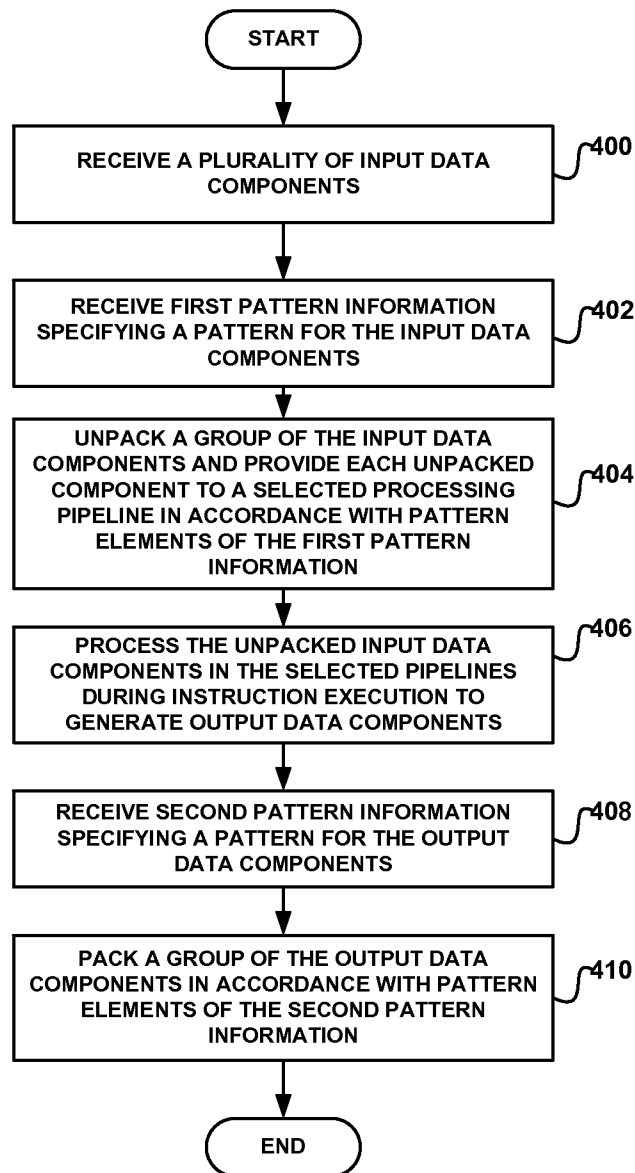 START
RECEIVE A PLURALITY OF INPUT DATA
COMPONENTS
400
RECEIVE FIRST PATTERN INFORMATION
SPECIFYING A PATTERN FOR THE INPUT DATA
COMPONENTS
402
UNPACK A GROUP OF THE INPUT DATA
COMPONENTS AND PROVIDE EACH UNPACKED
COMPONENT TO A SELECTED PROCESSING
PIPELINE IN ACCORDANCE WITH PATTERN
ELEMENTS OF THE FIRST PATTERN
INFORMATION
404
PROCESS THE UNPACKED INPUT DATA
COMPONENTS IN THE SELECTED PIPELINES
DURING INSTRUCTION EXECUTION TO
GENERATE OUTPUT DATA COMPONENTS
406
RECEIVE SECOND PATTERN INFORMATION
SPECIFYING A PATTERN FOR THE OUTPUT
DATA COMPONENTS
408
PACK A GROUP OF THE OUTPUT DATA
COMPONENTS IN ACCORDANCE WITH PATTERN
ELEMENTS OF THE SECOND PATTERN
INFORMATION
410
END